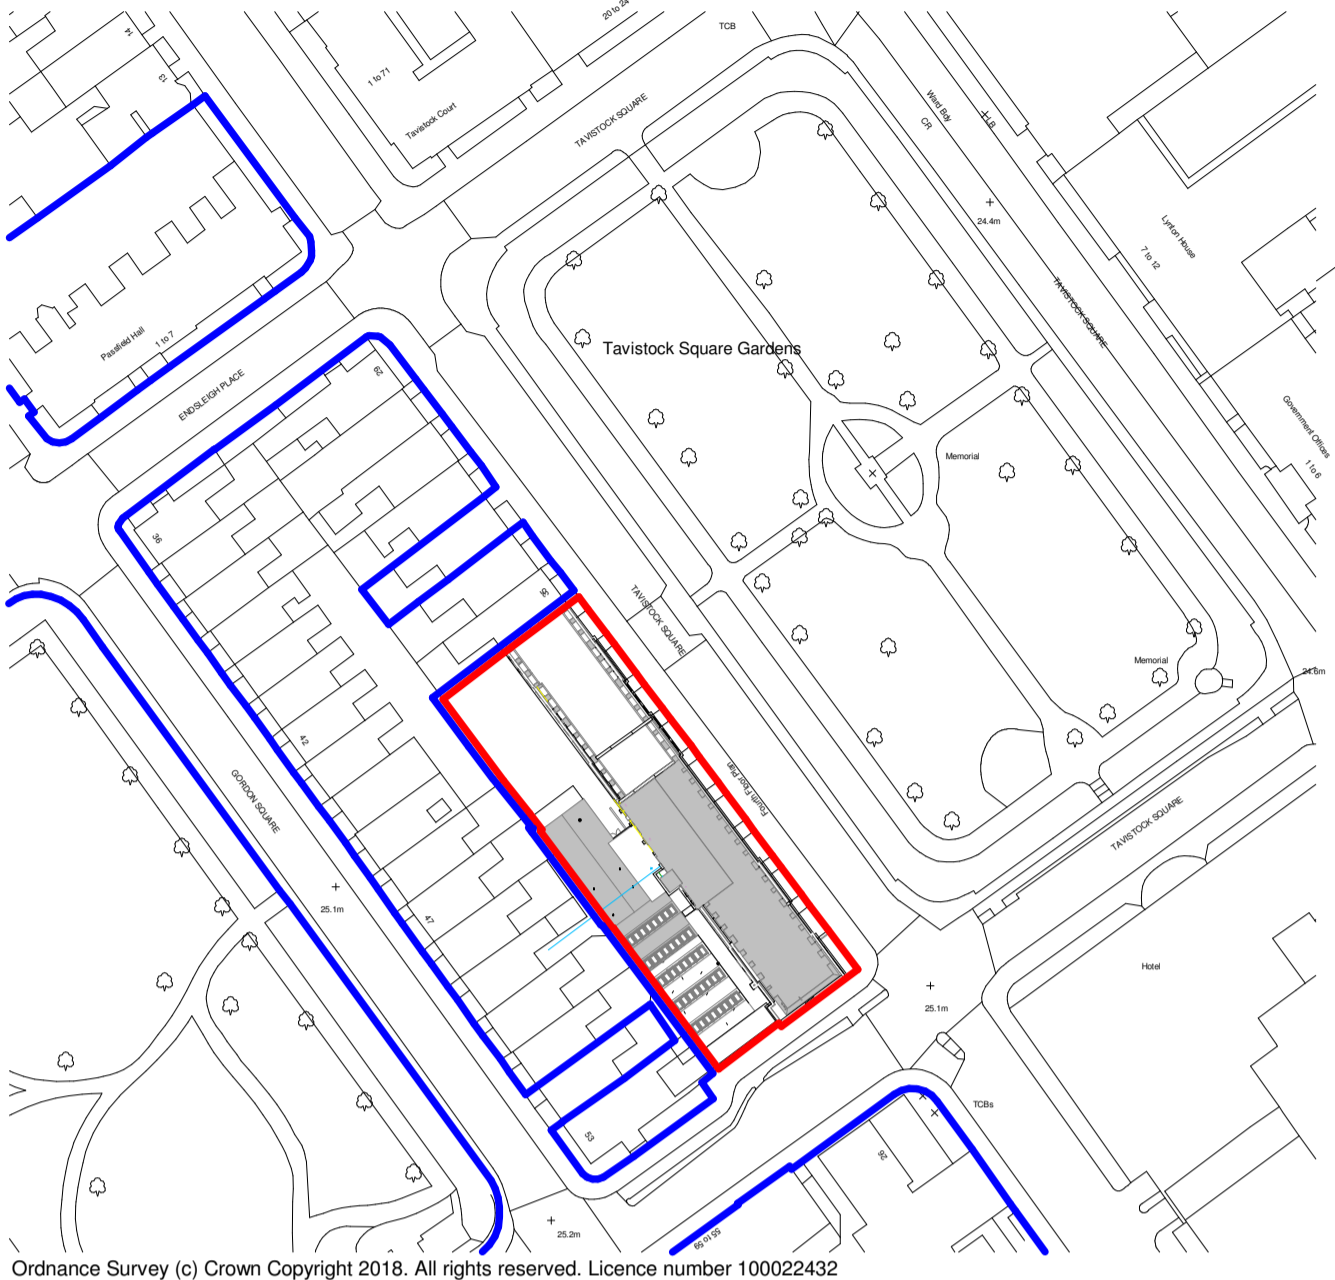 14
20 to 24
TCB
13
1 to 71
Tavistock Court
TAVISTOCK SQUARE
Ward Bdy
CR
LB
24.4m
Lynton House
7 to 12
TAVISTOCK SQUARE
Passfield Hall
1 to 7
Tavistock Square Gardens
ENDSLEIGH PLACE
62
Government Offices
1 to 6
Memorial
36
TAVISTOCK SQUARE
Memorial
24.6m
42
GORDON SQUARE
Fourth Floor Plan
TAVISTOCK SQUARE
25.1m
47
Hotel
25.1m
TCBs
53
26
25.2m
55 to 59
Ordnance Survey (c) Crown Copyright 2018. All rights reserved. Licence number 100022432